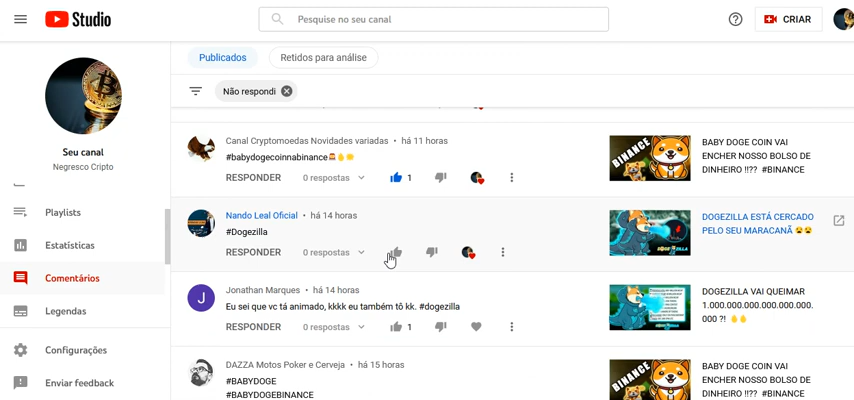 Studio
Pesquise no seu canal
CRIAR
Seu canal
Negresco Cripto
Playlists
Estatísticas
Comentários
Legendas
Configurações
Enviar feedback
Publicados
Retidos para análise
Não respondi
Canal Cryptomoedas Novidades variadas • há 11 horas
#babydogecoinnabinance
RESPONDER 0 respostas 1
BINANCE
BABY DOGE COIN VAI
ENCHER NOSSO BOLSO DE
DINHEIRO !!?? #BINANCE
Nando Leal Oficial • há 14 horas
#Dogezilla
RESPONDER 0 respostas
DOGEZILLA ESTÁ CERCADO
PELO SEU MARACANÃ 😮😮
Jonathan Marques • há 14 horas
J
Eu sei que vc tá animado, kkkk eu também tô kk. #dogezilla
RESPONDER 0 respostas 1
DOGEZILLA VAI QUEIMAR
1.000.000.000.000.000.000.
000 ?!
DAZZA Motos Poker e Cerveja • há 15 horas
#BABYDOGE
#BABYDOGEBINANCE
BINANCE
BABY DOGE COIN VAI
ENCHER NOSSO BOLSO DE
DINHEIRO !!?? #BINANCE